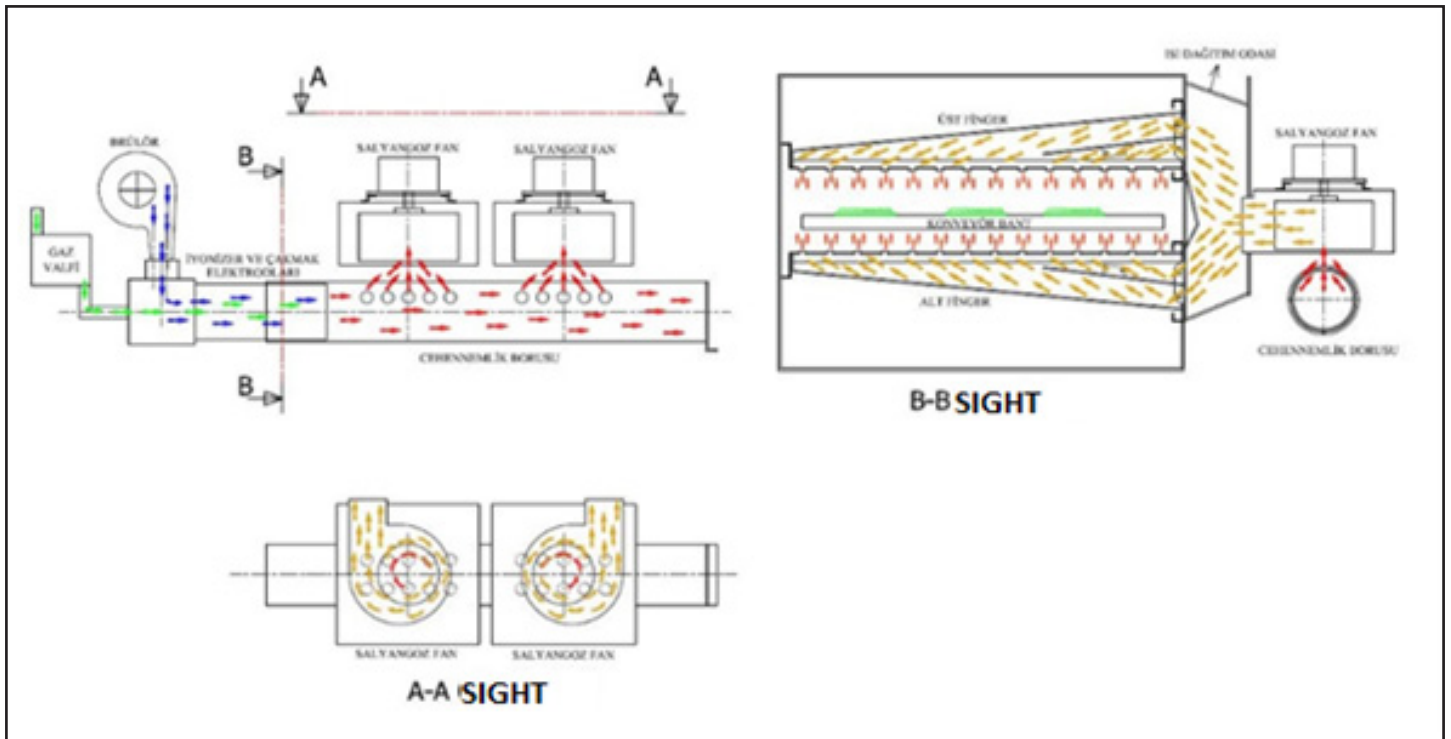 A
A
BRÜLÖR
B
SALYANGOZ FAN
SALYANGOZ FAN
GAZ
VALFİ
İYONİZER VE ÇAKMAK
ELEKTROTLARI
CEHENNEMLİK BORUSU
B
ISI DAĞITIM ODASI
ÜST FİNGER
SALYANGOZ FAN
KONVEYÖR BANT
ALT FİNGER
CEHENNEMLİK BORUSU
B-B SIGHT
SALYANGOZ FAN
SALYANGOZ FAN
A-A SIGHT